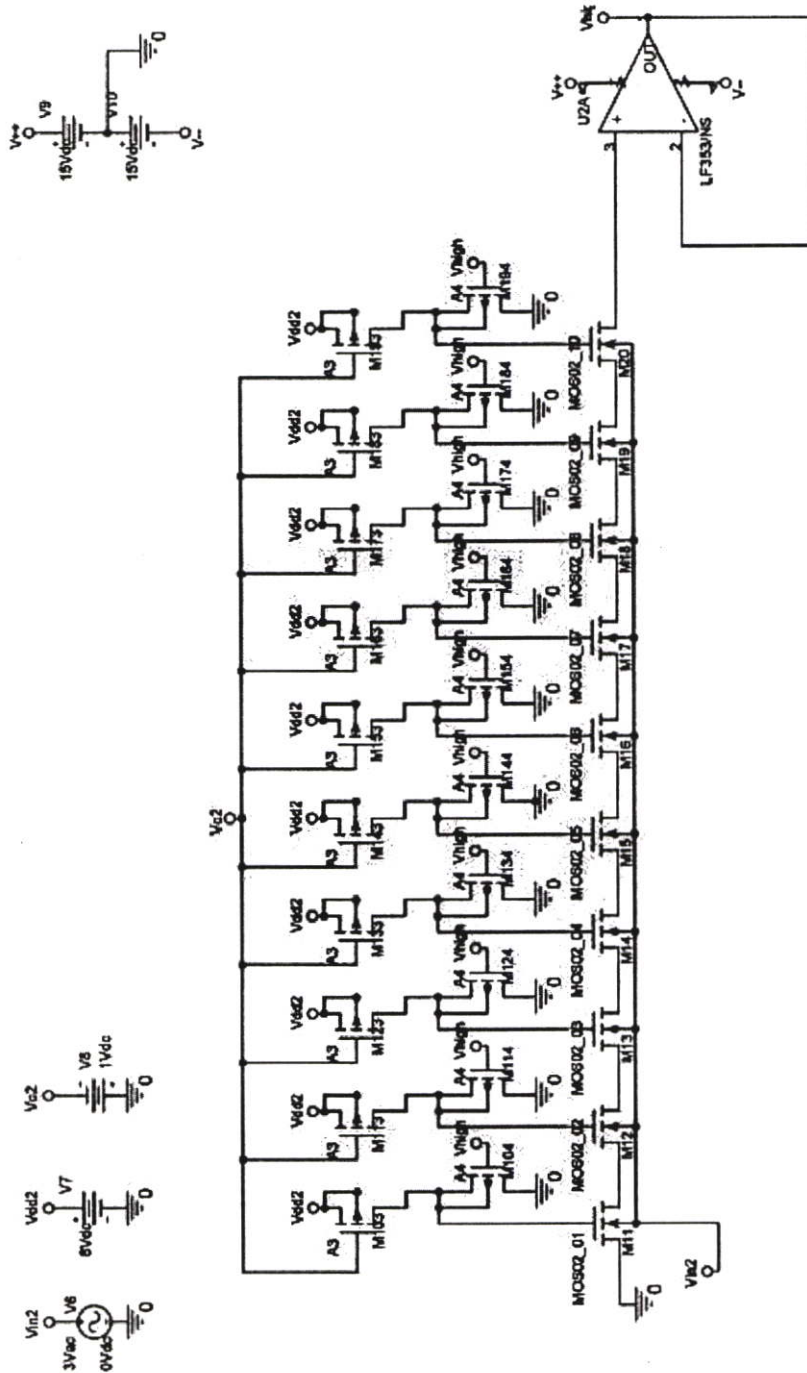 Vin2
V6
3Vac
0Vdc
0
Vdd2
V7
6Vdc
0
Vc2
V8
1Vdc
0
V++
V9
15Vdc
V10
15Vdc
V--
0
Vc2
Vdd2
A3
M103
Vdd2
A3
M113
Vdd2
A3
M123
Vdd2
A3
M133
Vdd2
A3
M143
Vdd2
A3
M153
Vdd2
A3
M163
Vdd2
A3
M173
Vdd2
A3
M183
Vdd2
A3
M193
A4 Vhigh
M104
0
A4 Vhigh
M114
0
A4 Vhigh
M124
0
A4 Vhigh
M134
0
A4 Vhigh
M144
0
A4 Vhigh
M154
0
A4 Vhigh
M164
0
A4 Vhigh
M174
0
A4 Vhigh
M184
0
A4 Vhigh
M194
0
MOS02_01
M11
MOS02_02
M12
MOS02_03
M13
MOS02_04
M14
MOS02_05
M15
MOS02_06
M16
MOS02_07
M17
MOS02_08
M18
MOS02_09
M19
MOS02_10
M20
0
Vin2
V++
U2A
3
+
OUT
2
-
LF353/NS
V--